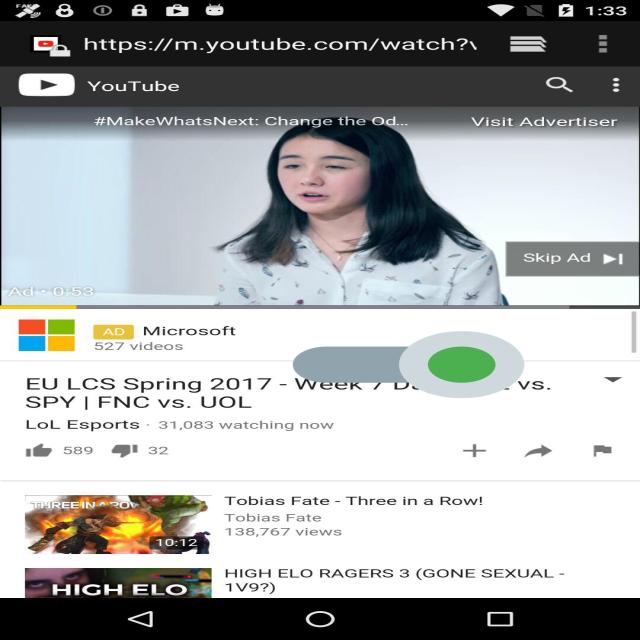 1:33
https://m.youtube.com/watch?v
YouTube
#MakeWhatsNext: Change the Od...
Visit Advertiser
Skip Ad
Ad · 0:53
AD Microsoft
527 videos
EU LCS Spring 2017 - Week 7 Da vs.
SPY | FNC vs. UOL
LoL Esports · 31,083 watching now
589
32
THREE IN A ROW
10:12
Tobias Fate - Three in a Row!
Tobias Fate
138,767 views
HIGH ELO
HIGH ELO RAGERS 3 (GONE SEXUAL -
1V9?)